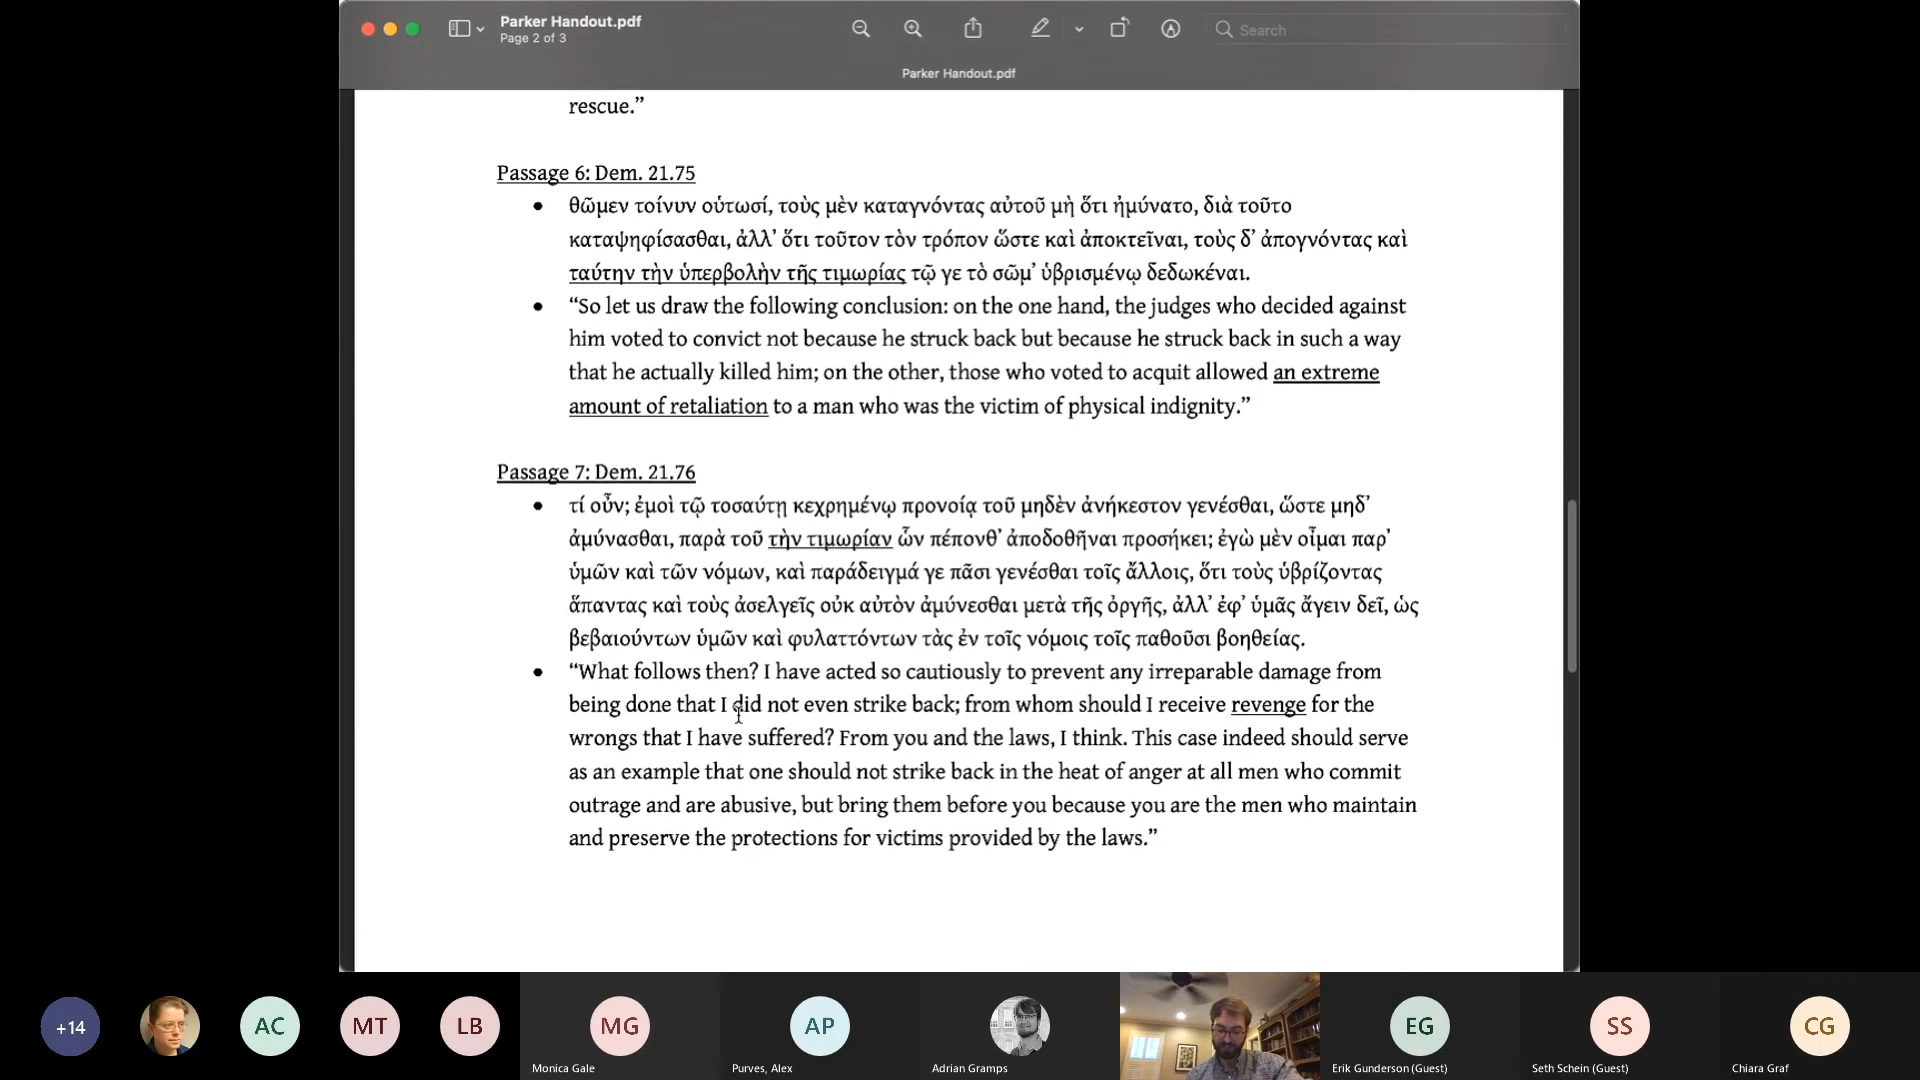 Parker Handout.pdf
Page 2 of 3
Search
Parker Handout.pdf
rescue.”
Passage 6: Dem. 21.75
• θῶμεν τοίνυν οὑτωσί, τοὺς μὲν καταγνόντας αὐτοῦ μὴ ὅτι ἠμύνατο, διὰ τοῦτο
καταψηφίσασθαι, ἀλλ’ ὅτι τοῦτον τὸν τρόπον ὥστε καὶ ἀποκτεῖναι, τοὺς δ’ ἀπογνόντας καὶ
ταύτην τὴν ὑπερβολὴν τῆς τιμωρίας τῷ γε τὸ σῶμ’ ὑβρισμένῳ δεδωκέναι.
• “So let us draw the following conclusion: on the one hand, the judges who decided against
him voted to convict not because he struck back but because he struck back in such a way
that he actually killed him; on the other, those who voted to acquit allowed an extreme
amount of retaliation to a man who was the victim of physical indignity.”
Passage 7: Dem. 21.76
• τί οὖν; ἐμοὶ τῷ τοσαύτῃ κεχρημένῳ προνοίᾳ τοῦ μηδὲν ἀνήκεστον γενέσθαι, ὥστε μηδ’
ἀμύνασθαι, παρὰ τοῦ τὴν τιμωρίαν ὧν πέπονθ’ ἀποδοθῆναι προσήκει; ἐγὼ μὲν οἶμαι παρ’
ὑμῶν καὶ τῶν νόμων, καὶ παράδειγμά γε πᾶσι γενέσθαι τοῖς ἄλλοις, ὅτι τοὺς ὑβρίζοντας
ἅπαντας καὶ τοὺς ἀσελγεῖς οὐκ αὐτὸν ἀμύνεσθαι μετὰ τῆς ὀργῆς, ἀλλ’ ἐφ’ ὑμᾶς ἄγειν δεῖ, ὡς
βεβαιούντων ὑμῶν καὶ φυλαττόντων τὰς ἐν τοῖς νόμοις τοῖς παθοῦσι βοηθείας.
• “What follows then? I have acted so cautiously to prevent any irreparable damage from
being done that I did not even strike back; from whom should I receive revenge for the
wrongs that I have suffered? From you and the laws, I think. This case indeed should serve
as an example that one should not strike back in the heat of anger at all men who commit
outrage and are abusive, but bring them before you because you are the men who maintain
and preserve the protections for victims provided by the laws.”
+14 AC MT LB MG AP EG SS CG
Monica Gale Purves, Alex Adrian Gramps Erik Gunderson (Guest) Seth Schein (Guest) Chiara Graf